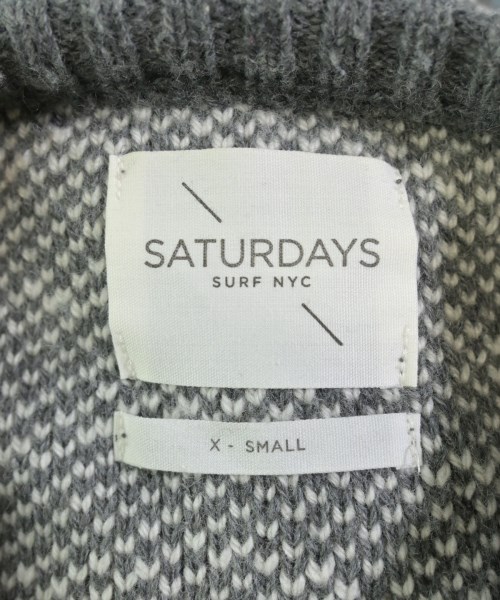 SATURDAYS
SURF NYC
X - SMALL